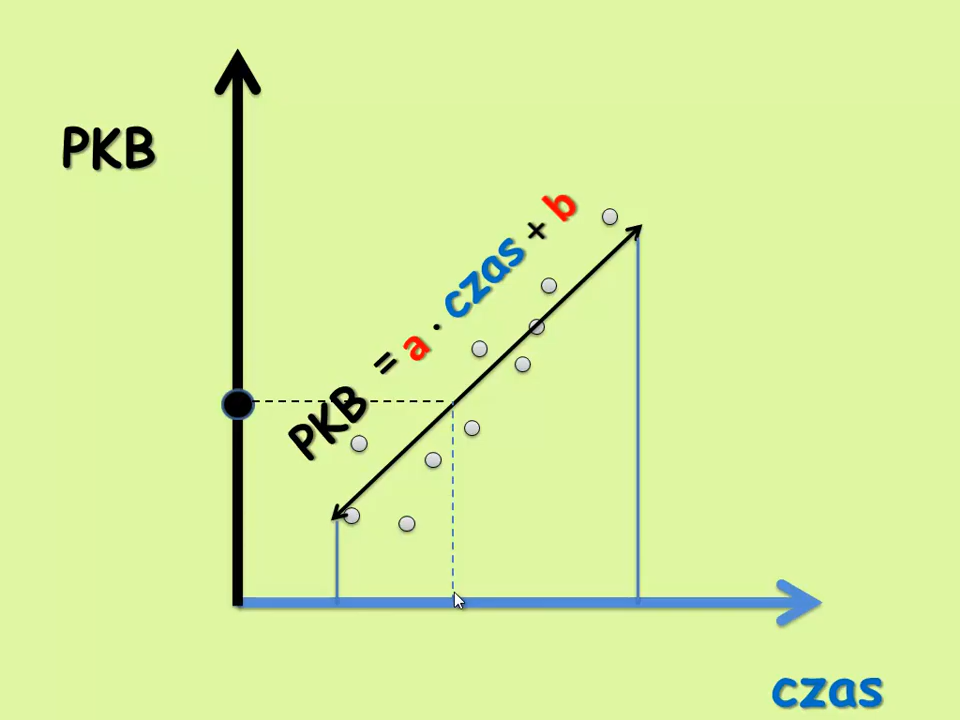 PKB
PKB = a · czas + b
czas